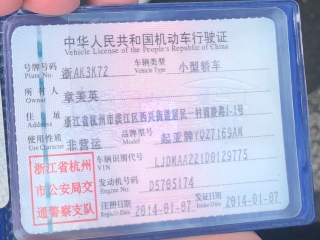 中华人民共和国机动车行驶证
Vehicle License of the People's Republic of China
号牌号码 浙AK3K72 车辆类型 小型轿车
Plate No. Vehicle Type
所有人 章美英
Owner
住址 浙江省杭州市滨江区西兴街道居民一村西陵1-1号
Address
使用性质 非营运 品牌型号 起亚牌YQZ7169AM
Use Character Model
浙江省杭州
市公安局交
通警察支队
车辆识别代号 LJDMAA221D0129775
VIN
发动机号码 D5785174
Engine No.
注册日期 2014-01-07 发证日期 2014-01-07
Register Date Issue Date